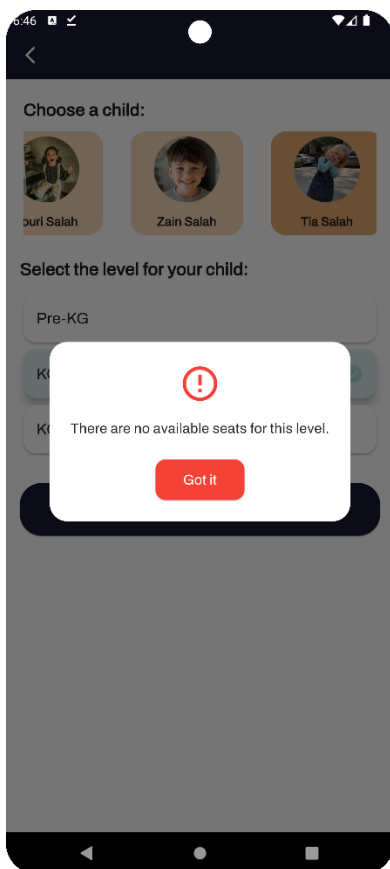 6:46
Choose a child:
ouri Salah
Zain Salah
Tia Salah
Select the level for your child:
Pre-KG
There are no available seats for this level.
Got it